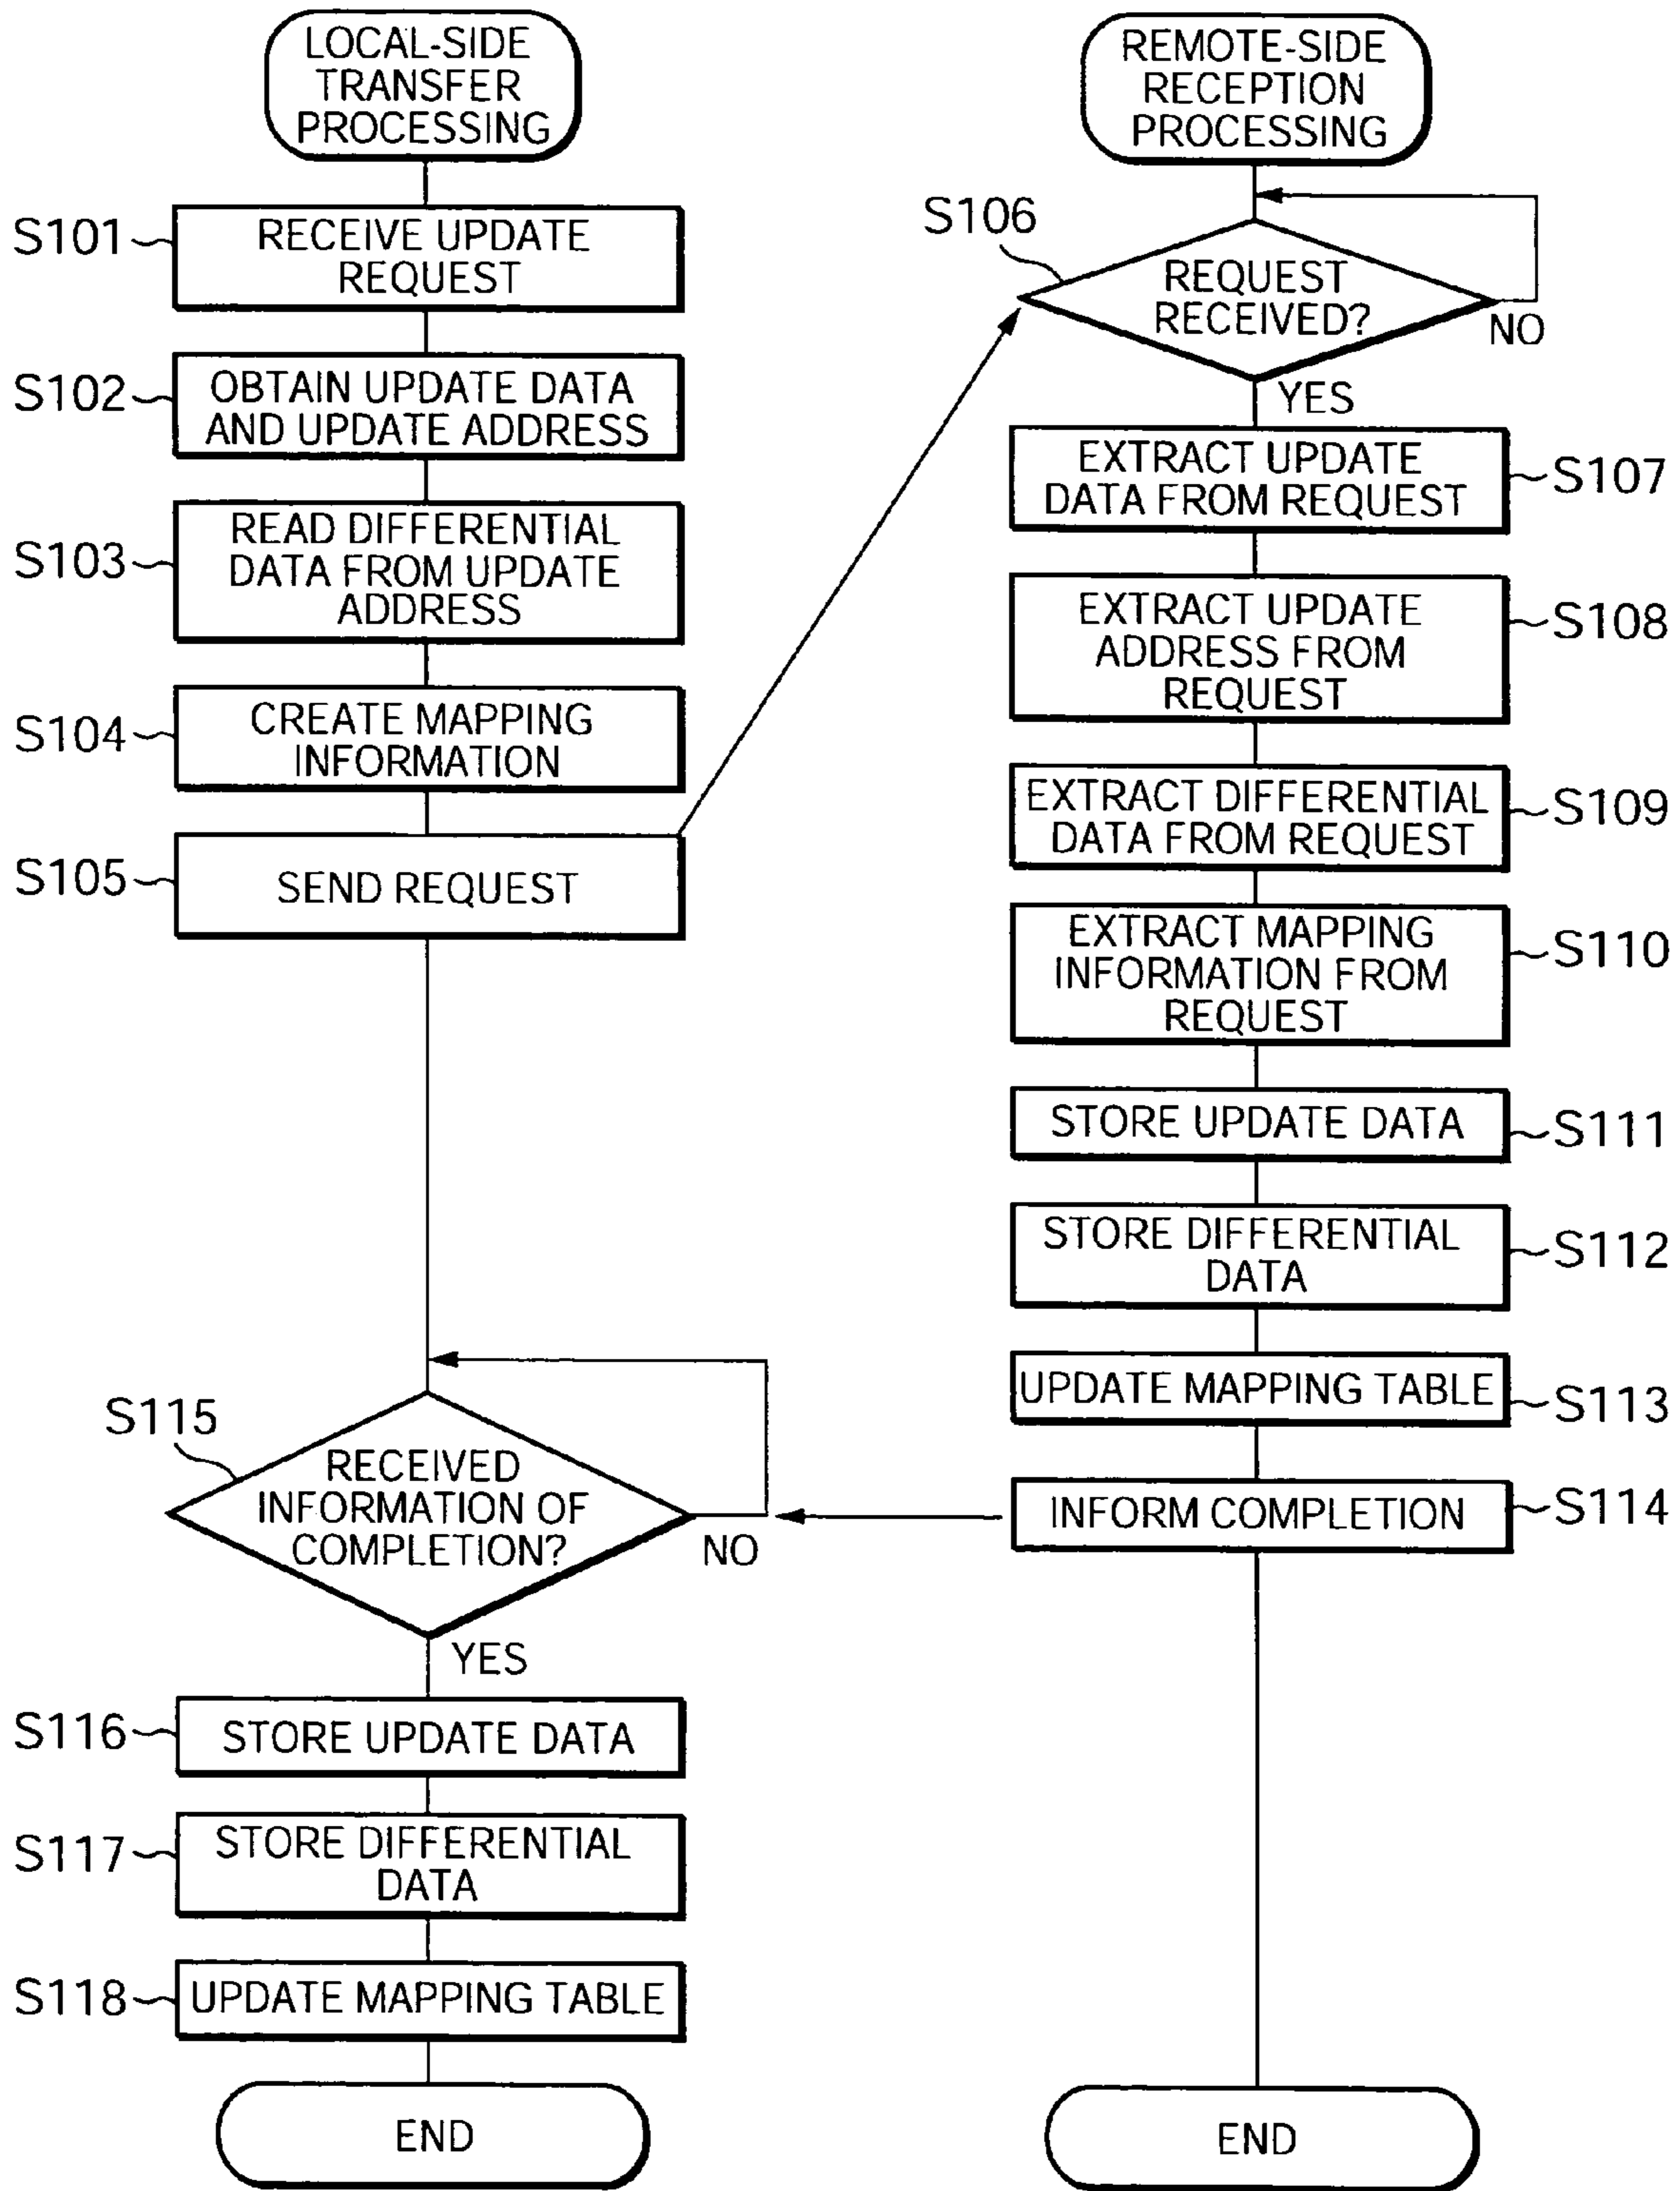 LOCAL-SIDE
TRANSFER
PROCESSING
S101
RECEIVE UPDATE
REQUEST
S102
OBTAIN UPDATE DATA
AND UPDATE ADDRESS
S103
READ DIFFERENTIAL
DATA FROM UPDATE
ADDRESS
S104
CREATE MAPPING
INFORMATION
S105
SEND REQUEST
S115
RECEIVED
INFORMATION OF
COMPLETION?
NO
YES
S116
STORE UPDATE DATA
S117
STORE DIFFERENTIAL
DATA
S118
UPDATE MAPPING TABLE
END
REMOTE-SIDE
RECEPTION
PROCESSING
S106
REQUEST
RECEIVED?
NO
YES
EXTRACT UPDATE
DATA FROM REQUEST
S107
EXTRACT UPDATE
ADDRESS FROM
REQUEST
S108
EXTRACT DIFFERENTIAL
DATA FROM REQUEST
S109
EXTRACT MAPPING
INFORMATION FROM
REQUEST
S110
STORE UPDATE DATA
S111
STORE DIFFERENTIAL
DATA
S112
UPDATE MAPPING TABLE
S113
INFORM COMPLETION
S114
END